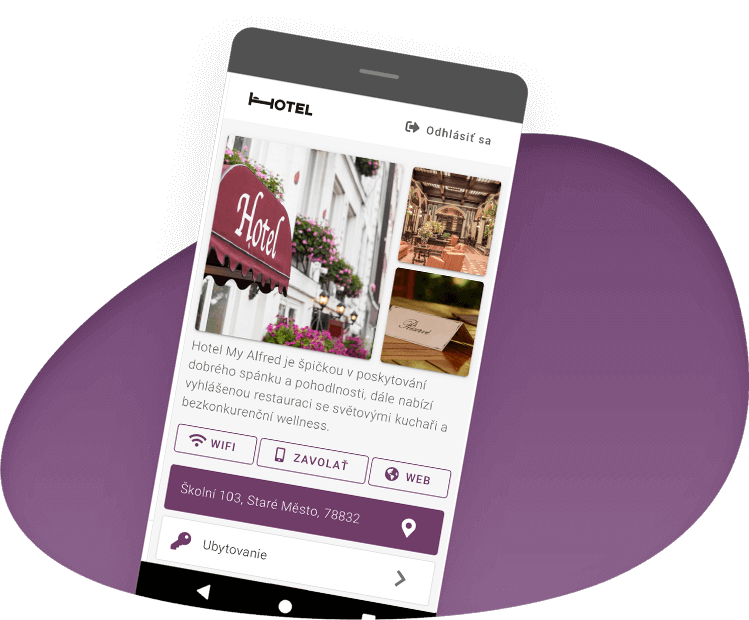 HOTEL
Odhlásiť sa
Hotel
Réservé
Hotel My Alfred je špičkou v poskytování
dobrého spánku a pohodlnosti, dále nabízí
vyhlášenou restauraci se světovými kuchaři a
bezkonkurenční wellness.
WIFI
ZAVOLAŤ
WEB
Školní 103, Staré Město, 78832
Ubytovanie